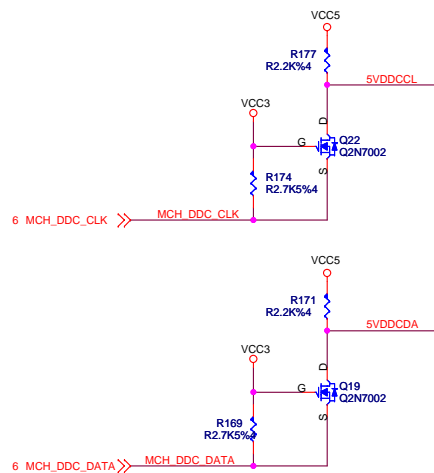 VCC5
R177
R2.2K%4
5VDDCCL
VCC3
D
G
Q22
Q2N7002
S
R174
R2.7K5%4
6 MCH_DDC_CLK
MCH_DDC_CLK
VCC5
R171
R2.2K%4
5VDDCDA
VCC3
D
G
Q19
Q2N7002
S
R169
R2.7K5%4
6 MCH_DDC_DATA
MCH_DDC_DATA